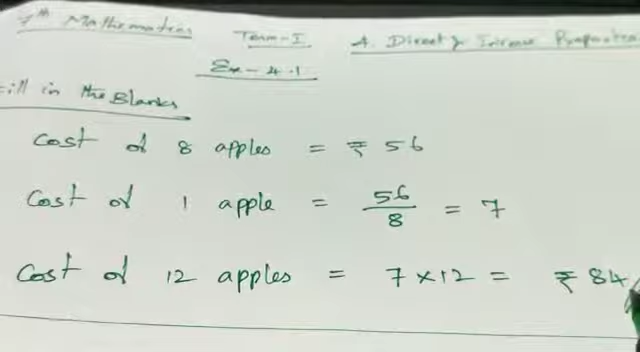 7th Mathematics Term-I 4. Direct & Inverse Proportion
Ex-4.1
Fill in the Blanks
Cost of 8 apples = ₹ 56
Cost of 1 apple = 56/8 = 7
Cost of 12 apples = 7×12 = ₹ 84